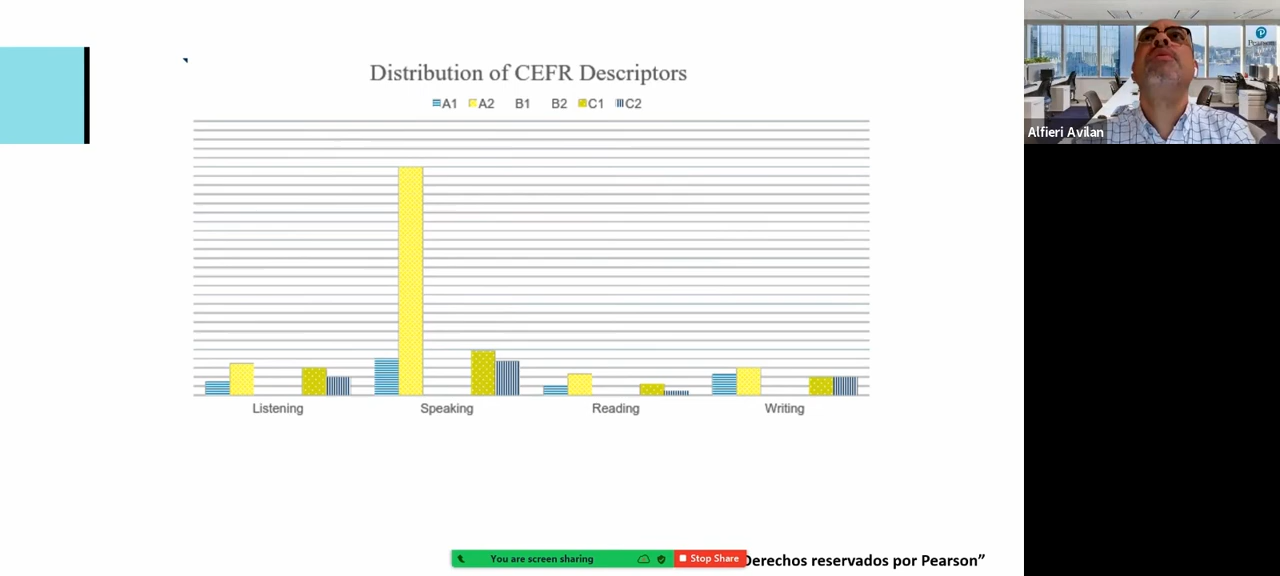 Distribution of CEFR Descriptors
A1 A2 B1 B2 C1 C2
Listening Speaking Reading Writing
You are screen sharing
Stop Share
Derechos reservados por Pearson”
Pearson
Alfieri Avilan